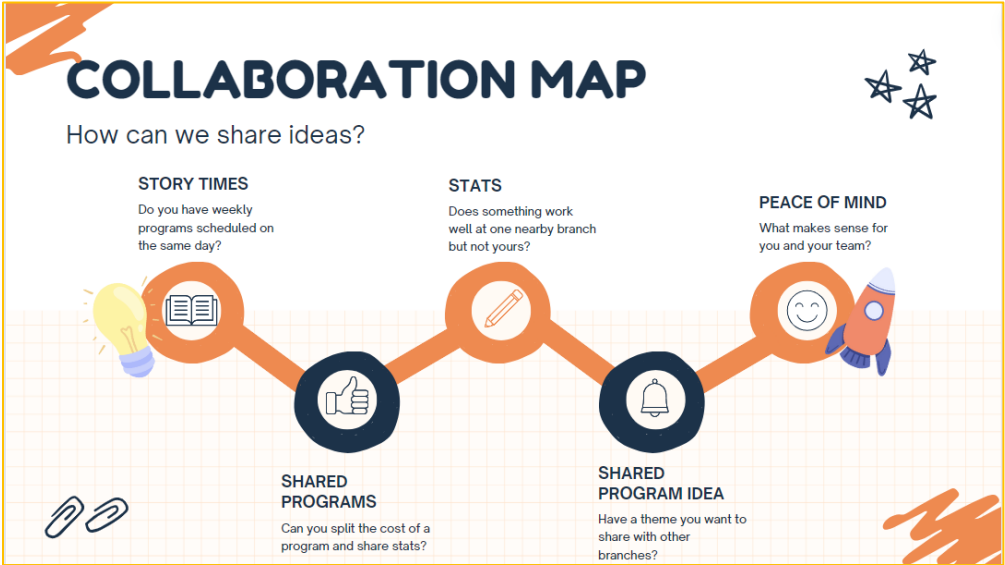 COLLABORATION MAP
How can we share ideas?
STORY TIMES
Do you have weekly
programs scheduled on
the same day?
STATS
Does something work
well at one nearby branch
but not yours?
PEACE OF MIND
What makes sense for
you and your team?
SHARED
PROGRAMS
Can you split the cost of a
program and share stats?
SHARED
PROGRAM IDEA
Have a theme you want to
share with other
branches?